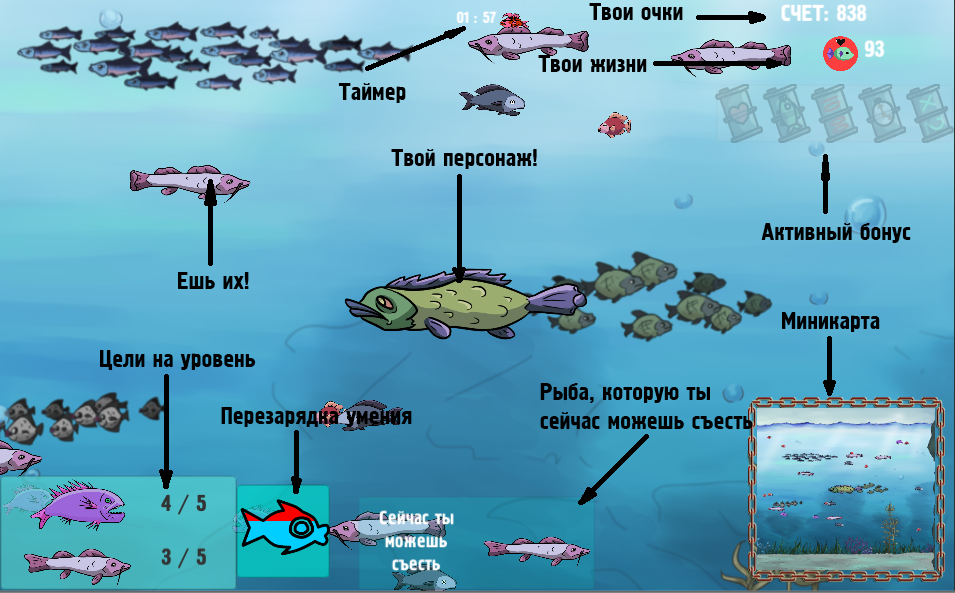 Твои очки
СЧЕТ: 838
01 : 57
Твои жизни
93
Таймер
Твой персонаж!
Активный бонус
Ешь их!
Миникарта
Цели на уровень
Рыба, которую ты
сейчас можешь съесть
Перезарядка умения
4 / 5
3 / 5
Сейчас ты
можешь
съесть